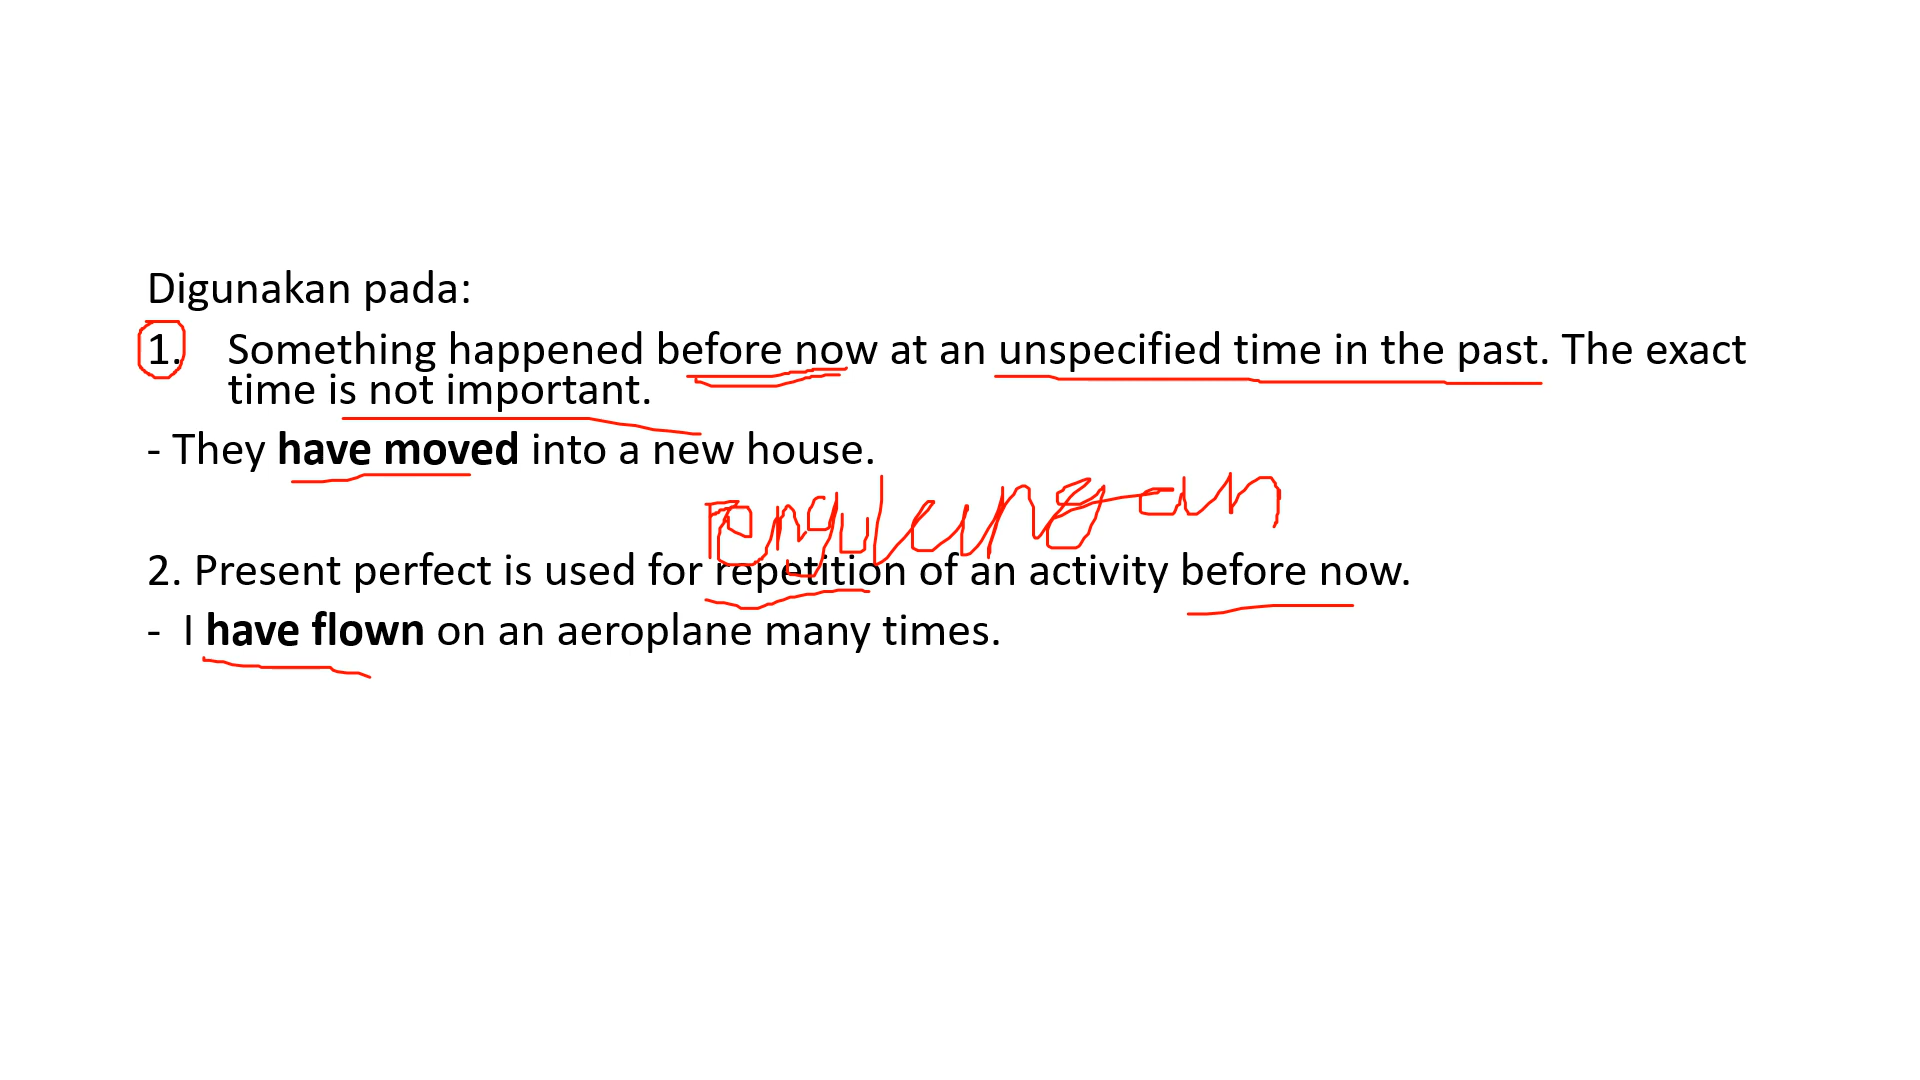 Digunakan pada:
1. Something happened before now at an unspecified time in the past. The exact
time is not important.
- They have moved into a new house.
Pengulangan
2. Present perfect is used for repetition of an activity before now.
- I have flown on an aeroplane many times.